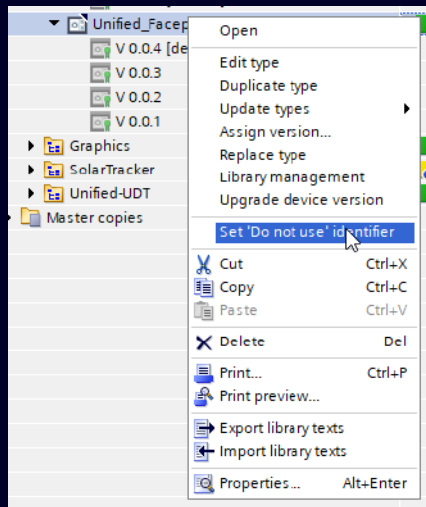 Unified_Facep
V 0.0.4 [de
V 0.0.3
V 0.0.2
V 0.0.1
Graphics
SolarTracker
Unified-UDT
Master copies
Open
Edit type
Duplicate type
Update types
Assign version...
Replace type
Library management
Upgrade device version
Set 'Do not use' identifier
Cut Ctrl+X
Copy Ctrl+C
Paste Ctrl+V
Delete Del
Print... Ctrl+P
Print preview...
Export library texts
Import library texts
Properties... Alt+Enter